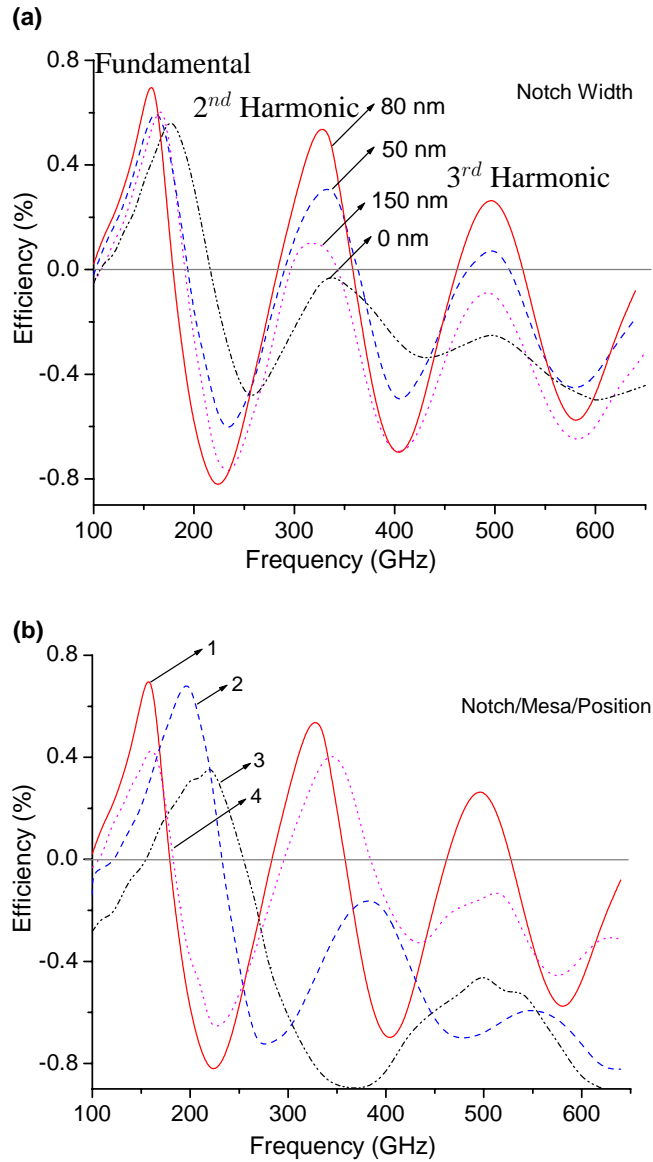 (a)
Fundamental
2nd Harmonic
3rd Harmonic
Notch Width
80 nm
50 nm
150 nm
0 nm
Efficiency (%)
0.8
0.4
0.0
-0.4
-0.8
100 200 300 400 500 600
Frequency (GHz)
(b)
1
2
3
4
Notch/Mesa/Position
Efficiency (%)
0.8
0.4
0.0
-0.4
-0.8
100 200 300 400 500 600
Frequency (GHz)